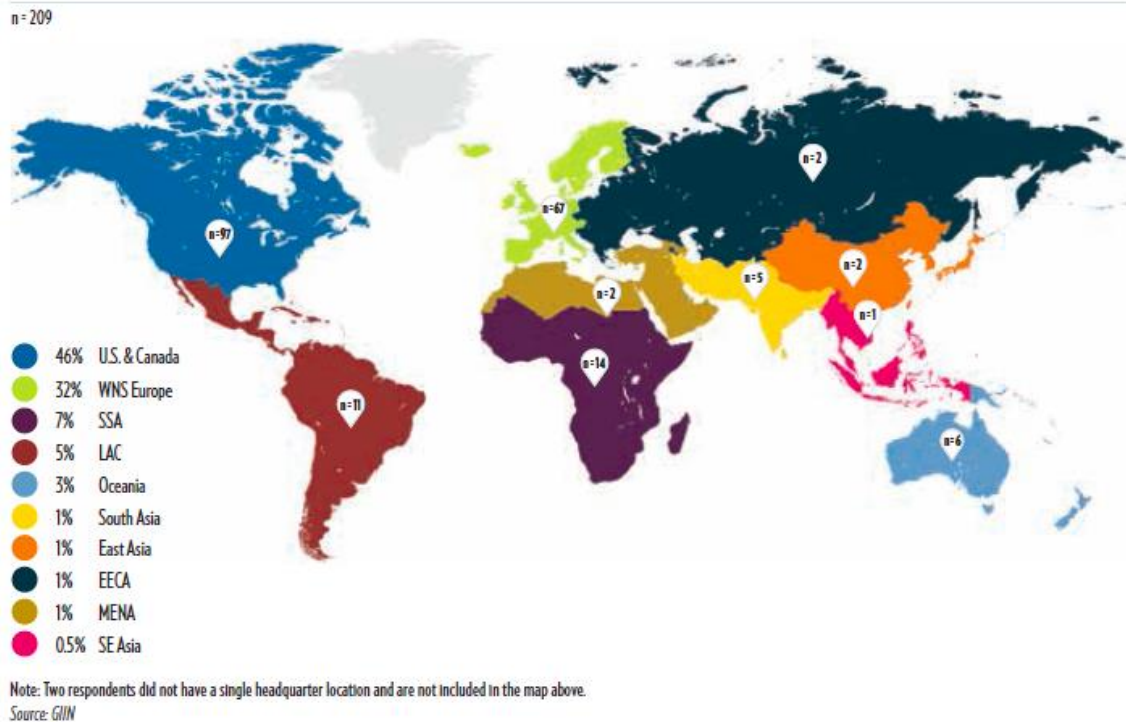 n = 209
n=2
n=67
n=97
n=2
n=5
n=2
n=1
n=14
n=11
n=6
46% U.S. & Canada
32% WNS Europe
7% SSA
5% LAC
3% Oceania
1% South Asia
1% East Asia
1% EECA
1% MENA
0.5% SE Asia
Note: Two respondents did not have a single headquarter location and are not included in the map above.
Source: GIIN